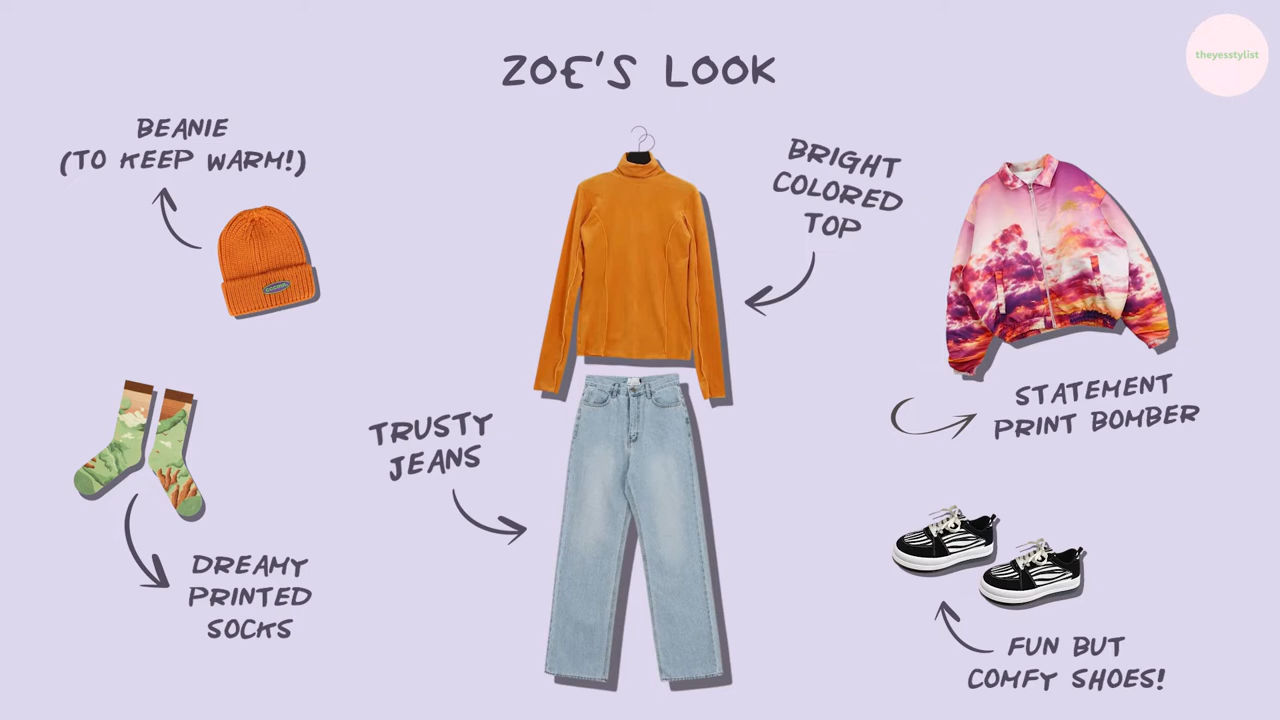 ZOE'S LOOK
theyesstylist
BEANIE
(TO KEEP WARM!)
BRIGHT
COLORED
TOP
TRUSTY
JEANS
STATEMENT
PRINT BOMBER
DREAMY
PRINTED
SOCKS
FUN BUT
COMFY SHOES!